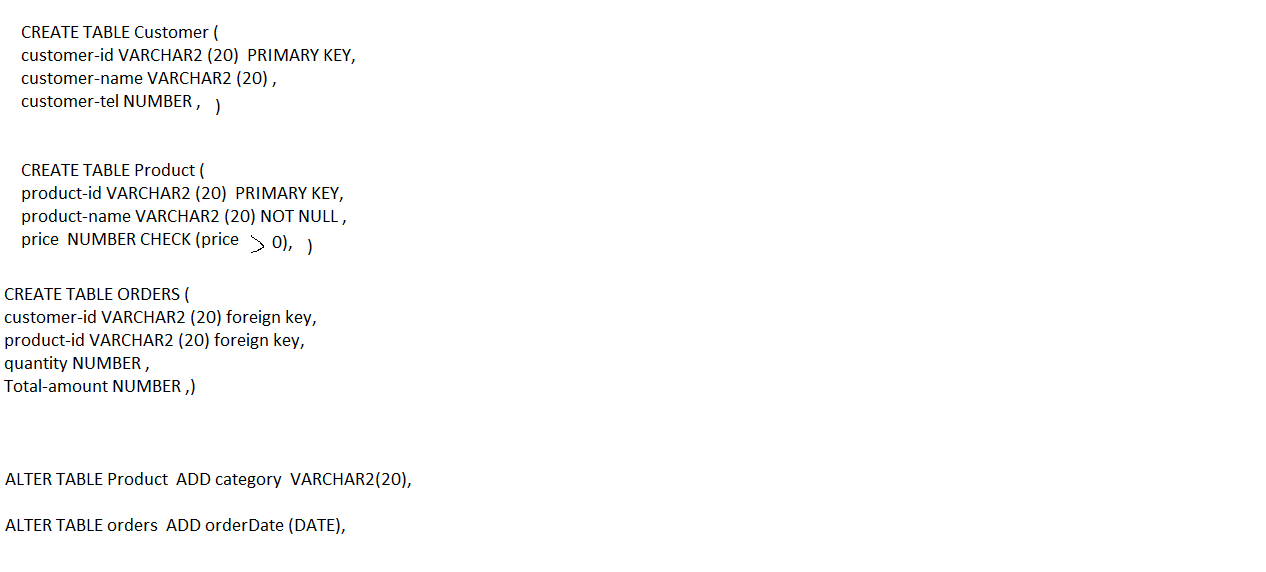 CREATE TABLE Customer (
customer-id VARCHAR2 (20)  PRIMARY KEY,
customer-name VARCHAR2 (20) ,
customer-tel NUMBER ,   )
CREATE TABLE Product (
product-id VARCHAR2 (20)  PRIMARY KEY,
product-name VARCHAR2 (20) NOT NULL ,
price  NUMBER CHECK (price  > 0),   )
CREATE TABLE ORDERS (
customer-id VARCHAR2 (20) foreign key,
product-id VARCHAR2 (20) foreign key,
quantity NUMBER ,
Total-amount NUMBER ,)
ALTER TABLE Product  ADD category  VARCHAR2(20),
ALTER TABLE orders  ADD orderDate (DATE),